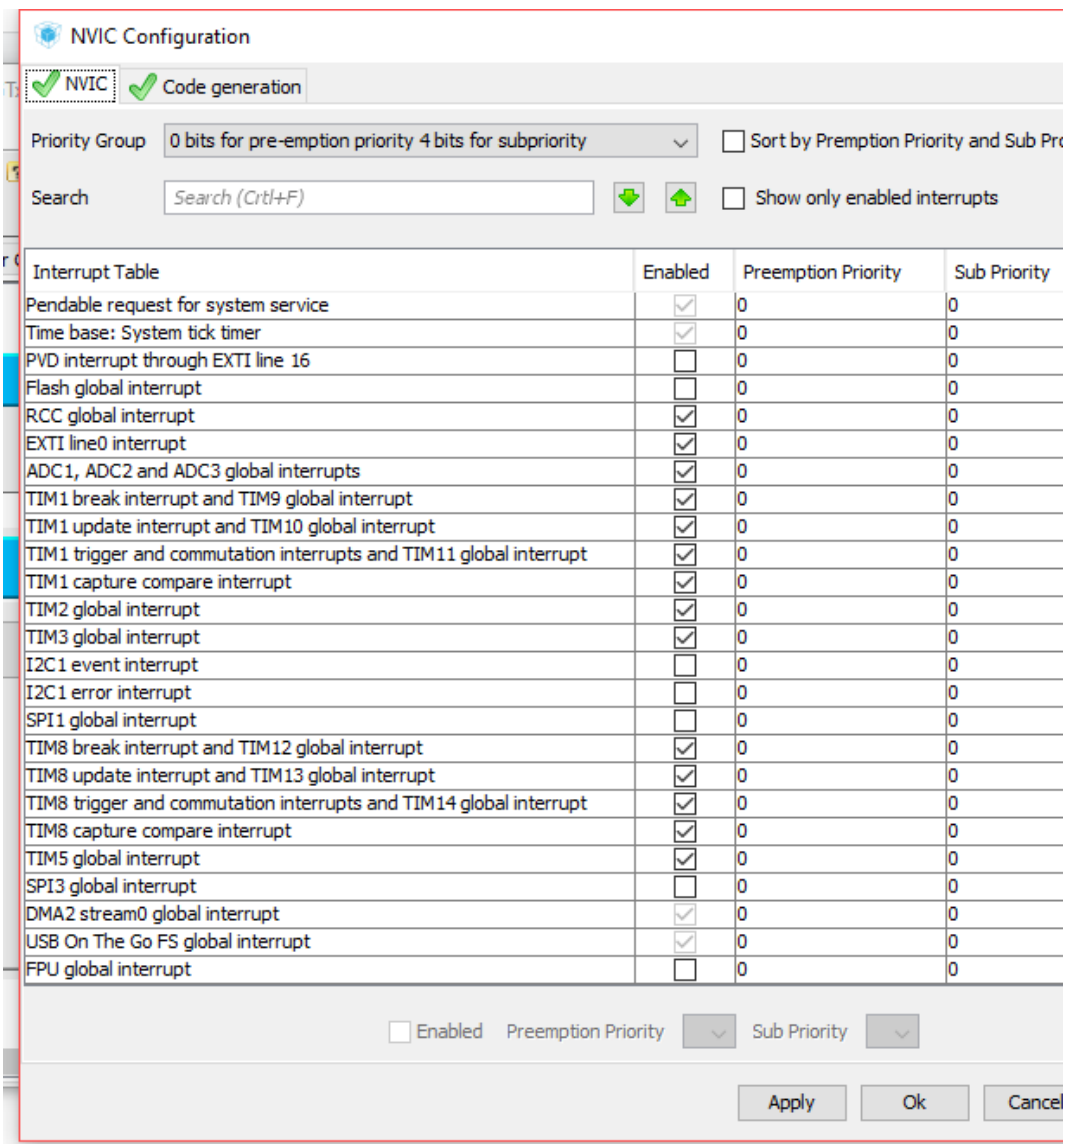 NVIC Configuration
NVIC Code generation
Priority Group 0 bits for pre-emption priority 4 bits for subpriority Sort by Premption Priority and Sub Pro
Search Search (Crtl+F) Show only enabled interrupts
Interrupt Table Enabled Preemption Priority Sub Priority
Pendable request for system service 0 0
Time base: System tick timer 0 0
PVD interrupt through EXTI line 16 0 0
Flash global interrupt 0 0
RCC global interrupt 0 0
EXTI line0 interrupt 0 0
ADC1, ADC2 and ADC3 global interrupts 0 0
TIM1 break interrupt and TIM9 global interrupt 0 0
TIM1 update interrupt and TIM10 global interrupt 0 0
TIM1 trigger and commutation interrupts and TIM11 global interrupt 0 0
TIM1 capture compare interrupt 0 0
TIM2 global interrupt 0 0
TIM3 global interrupt 0 0
I2C1 event interrupt 0 0
I2C1 error interrupt 0 0
SPI1 global interrupt 0 0
TIM8 break interrupt and TIM12 global interrupt 0 0
TIM8 update interrupt and TIM13 global interrupt 0 0
TIM8 trigger and commutation interrupts and TIM14 global interrupt 0 0
TIM8 capture compare interrupt 0 0
TIM5 global interrupt 0 0
SPI3 global interrupt 0 0
DMA2 stream0 global interrupt 0 0
USB On The Go FS global interrupt 0 0
FPU global interrupt 0 0
Enabled Preemption Priority Sub Priority
Apply Ok Cancel